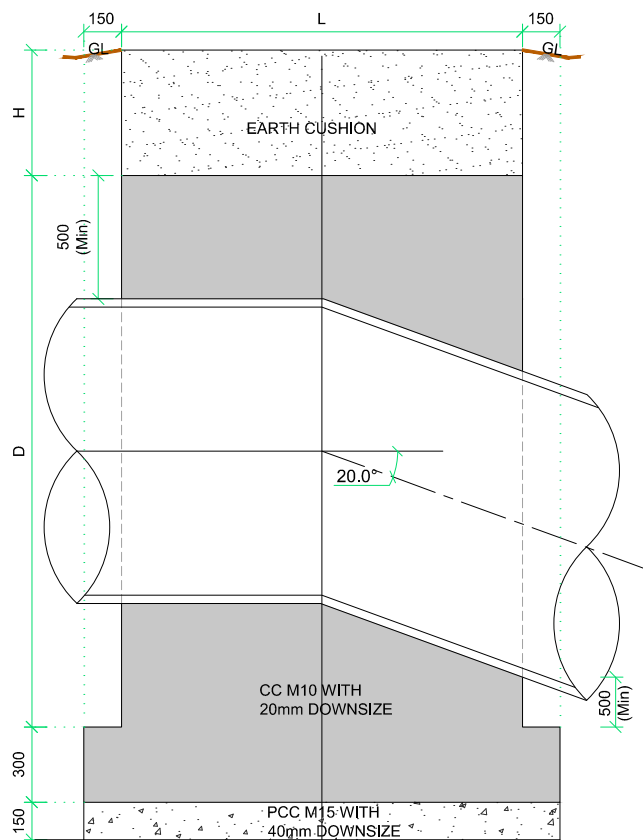 150
L
150
GL
GL
H
EARTH CUSHION
500
(Min)
D
20.0°
CC M10 WITH
20mm DOWNSIZE
500
(Min)
300
PCC M15 WITH
40mm DOWNSIZE
150